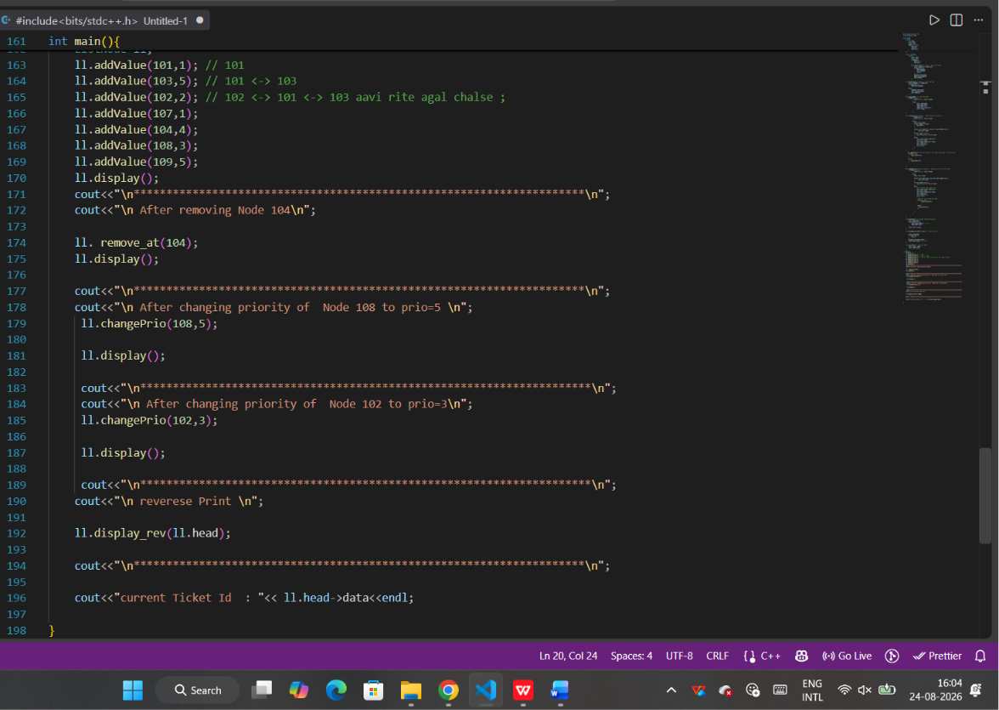 #include<bits/stdc++.h> Untitled-1
161 int main(){
163 ll.addValue(101,1); // 101
164 ll.addValue(103,5); // 101 <-> 103
165 ll.addValue(102,2); // 102 <-> 101 <-> 103 aavi rite agal chalse ;
166 ll.addValue(107,1);
167 ll.addValue(104,4);
168 ll.addValue(108,3);
169 ll.addValue(109,5);
170 ll.display();
171 cout<<"\n*********************************************************************\n";
172 cout<<"\n After removing Node 104\n";
173
174 ll. remove_at(104);
175 ll.display();
176
177 cout<<"\n*********************************************************************\n";
178 cout<<"\n After changing priority of  Node 108 to prio=5 \n";
179 ll.changePrio(108,5);
180
181 ll.display();
182
183 cout<<"\n*********************************************************************\n";
184 cout<<"\n After changing priority of  Node 102 to prio=3\n";
185 ll.changePrio(102,3);
186
187 ll.display();
188
189 cout<<"\n*********************************************************************\n";
190 cout<<"\n reverese Print \n";
191
192 ll.display_rev(ll.head);
193
194 cout<<"\n*********************************************************************\n";
195
196 cout<<"current Ticket Id  : "<< ll.head->data<<endl;
197
198 }
Ln 20, Col 24 Spaces: 4 UTF-8 CRLF {} C++ Go Live Prettier
Search
ENG
INTL
16:04
24-08-2026